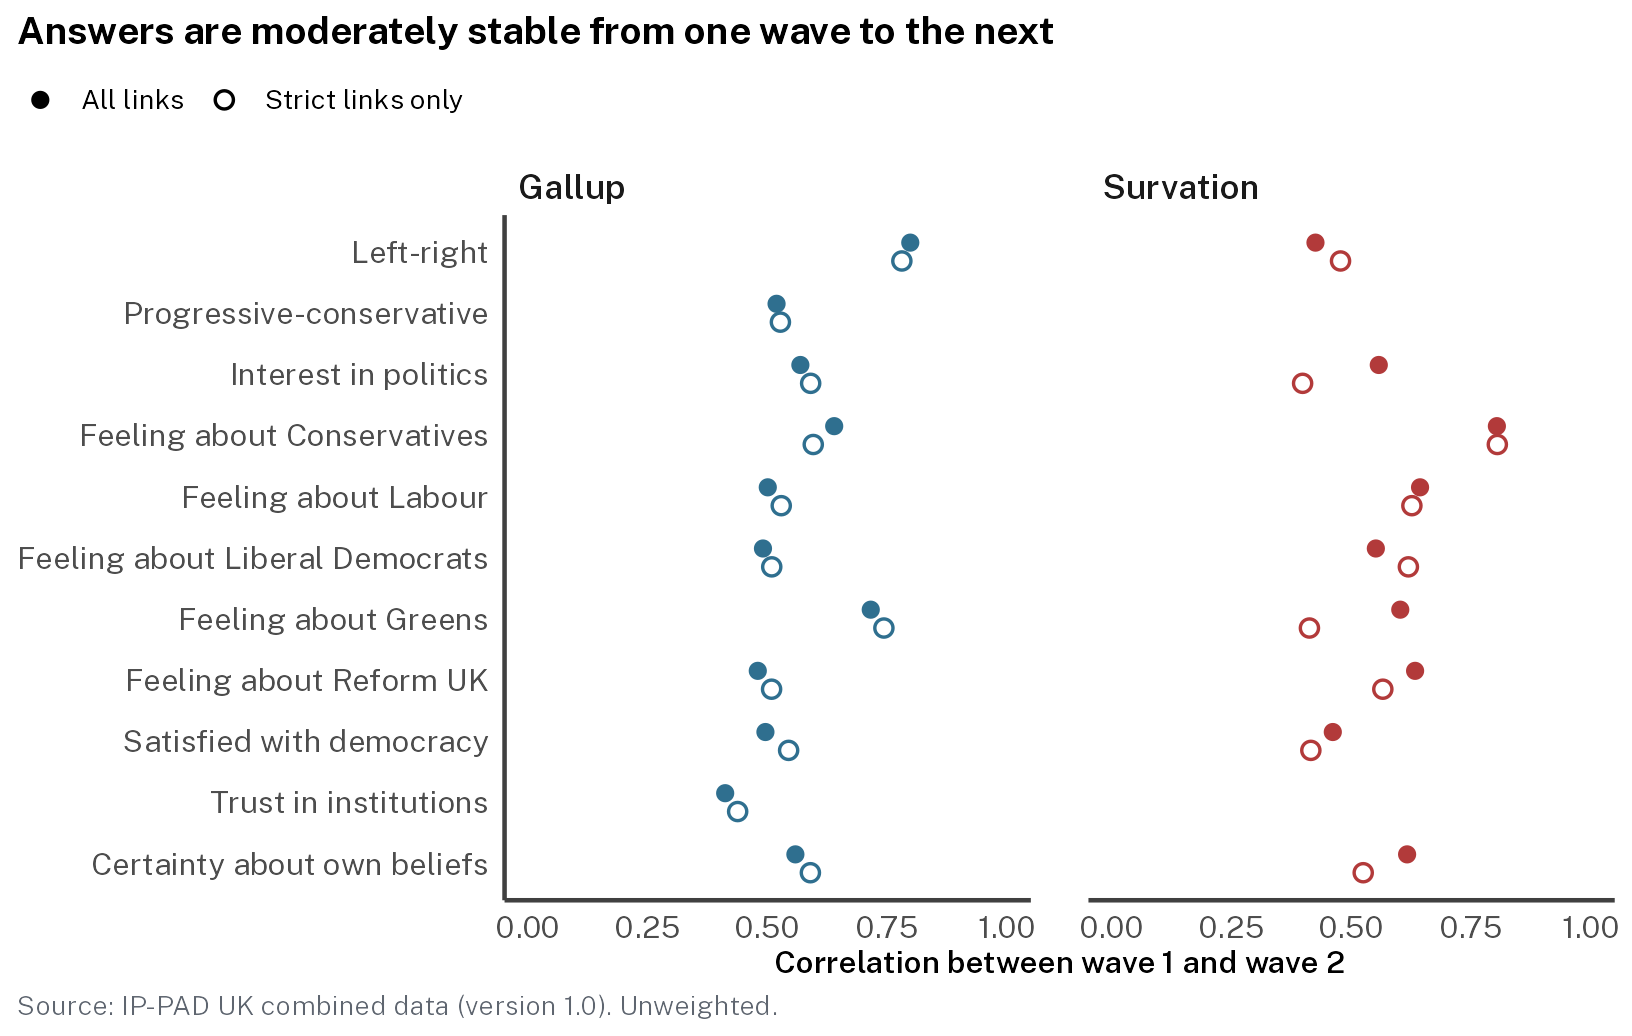 Answers are moderately stable from one wave to the next
All links Strict links only
Gallup Survation
Left-right
Progressive-conservative
Interest in politics
Feeling about Conservatives
Feeling about Labour
Feeling about Liberal Democrats
Feeling about Greens
Feeling about Reform UK
Satisfied with democracy
Trust in institutions
Certainty about own beliefs
0.00 0.25 0.50 0.75 1.00 0.00 0.25 0.50 0.75 1.00
Correlation between wave 1 and wave 2
Source: IP-PAD UK combined data (version 1.0). Unweighted.